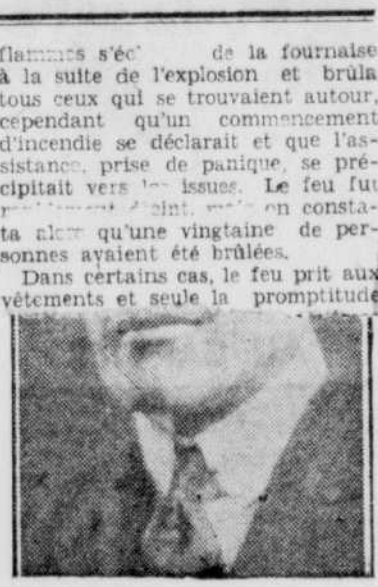 flammes de la fournaise
à la suite de l'explosion et brûla
tous ceux qui se trouvaient autour,
cependant qu'un commencement
d'incendie se déclarait et que l'as-
sistance, prise de panique, se pré-
cipitait vers les issues. Le feu fut
on consta-
ta alors qu'une vingtaine de per-
sonnes avaient été brûlées.
Dans certains cas, le feu prit aux
vêtements et seule la promptitude